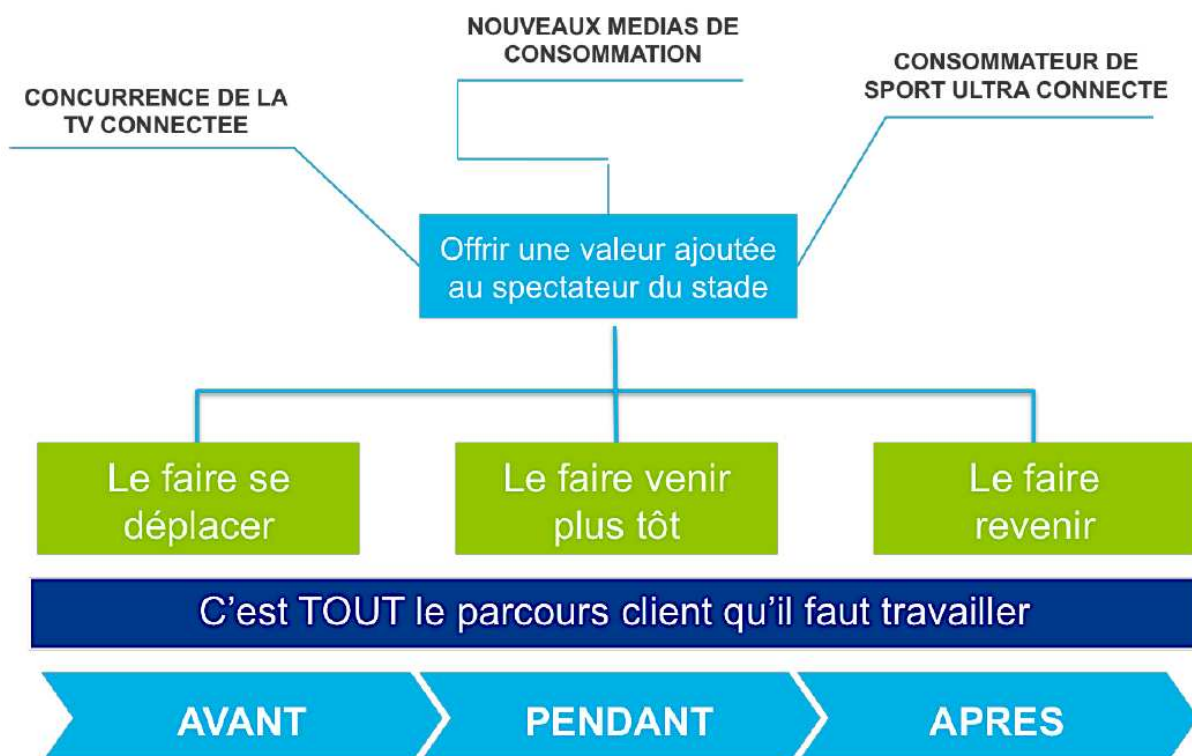 NOUVEAUX MEDIAS DE
CONSOMMATION
CONSOMMATEUR DE
SPORT ULTRA CONNECTE
CONCURRENCE DE LA
TV CONNECTEE
Offrir une valeur ajoutée
au spectateur du stade
Le faire se
déplacer
Le faire venir
plus tôt
Le faire
revenir
C'est TOUT le parcours client qu'il faut travailler
AVANT
PENDANT
APRES